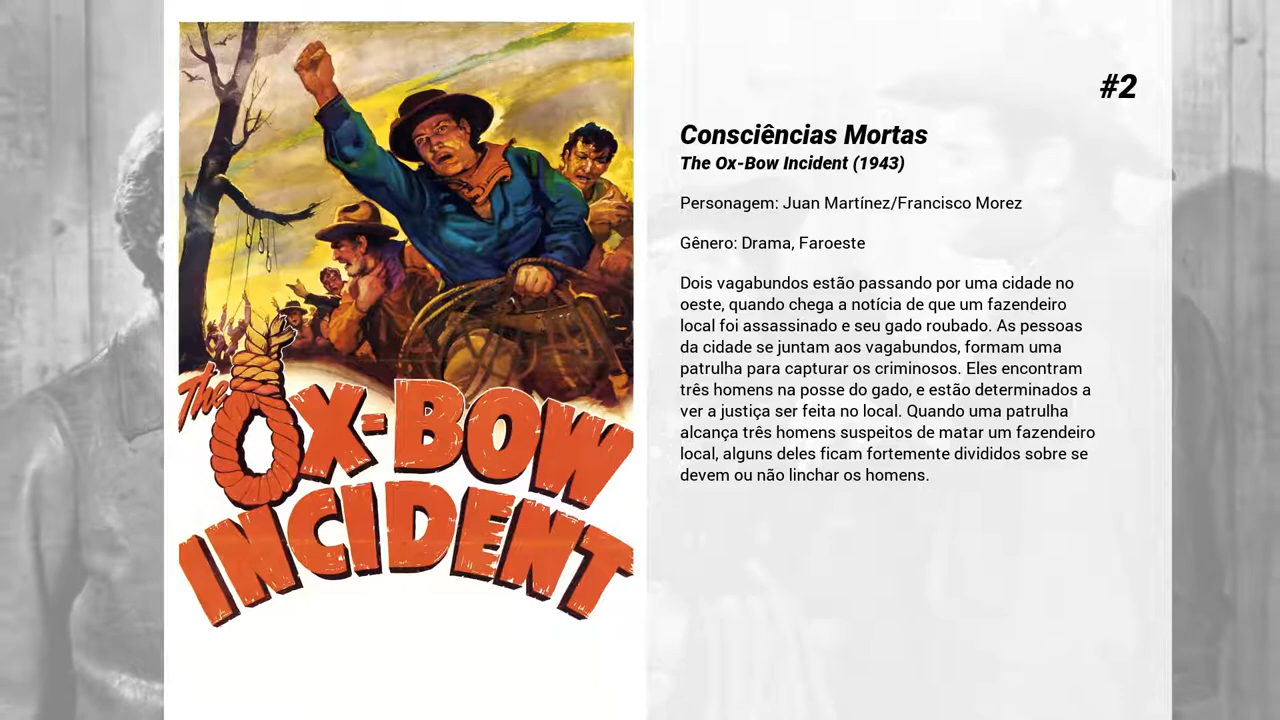 The
OX-BOW
INCIDENT
#2
Consciências Mortas
The Ox-Bow Incident (1943)
Personagem: Juan Martínez/Francisco Morez
Gênero: Drama, Faroeste
Dois vagabundos estão passando por uma cidade no
oeste, quando chega a notícia de que um fazendeiro
local foi assassinado e seu gado roubado. As pessoas
da cidade se juntam aos vagabundos, formam uma
patrulha para capturar os criminosos. Eles encontram
três homens na posse do gado, e estão determinados a
ver a justiça ser feita no local. Quando uma patrulha
alcança três homens suspeitos de matar um fazendeiro
local, alguns deles ficam fortemente divididos sobre se
devem ou não linchar os homens.